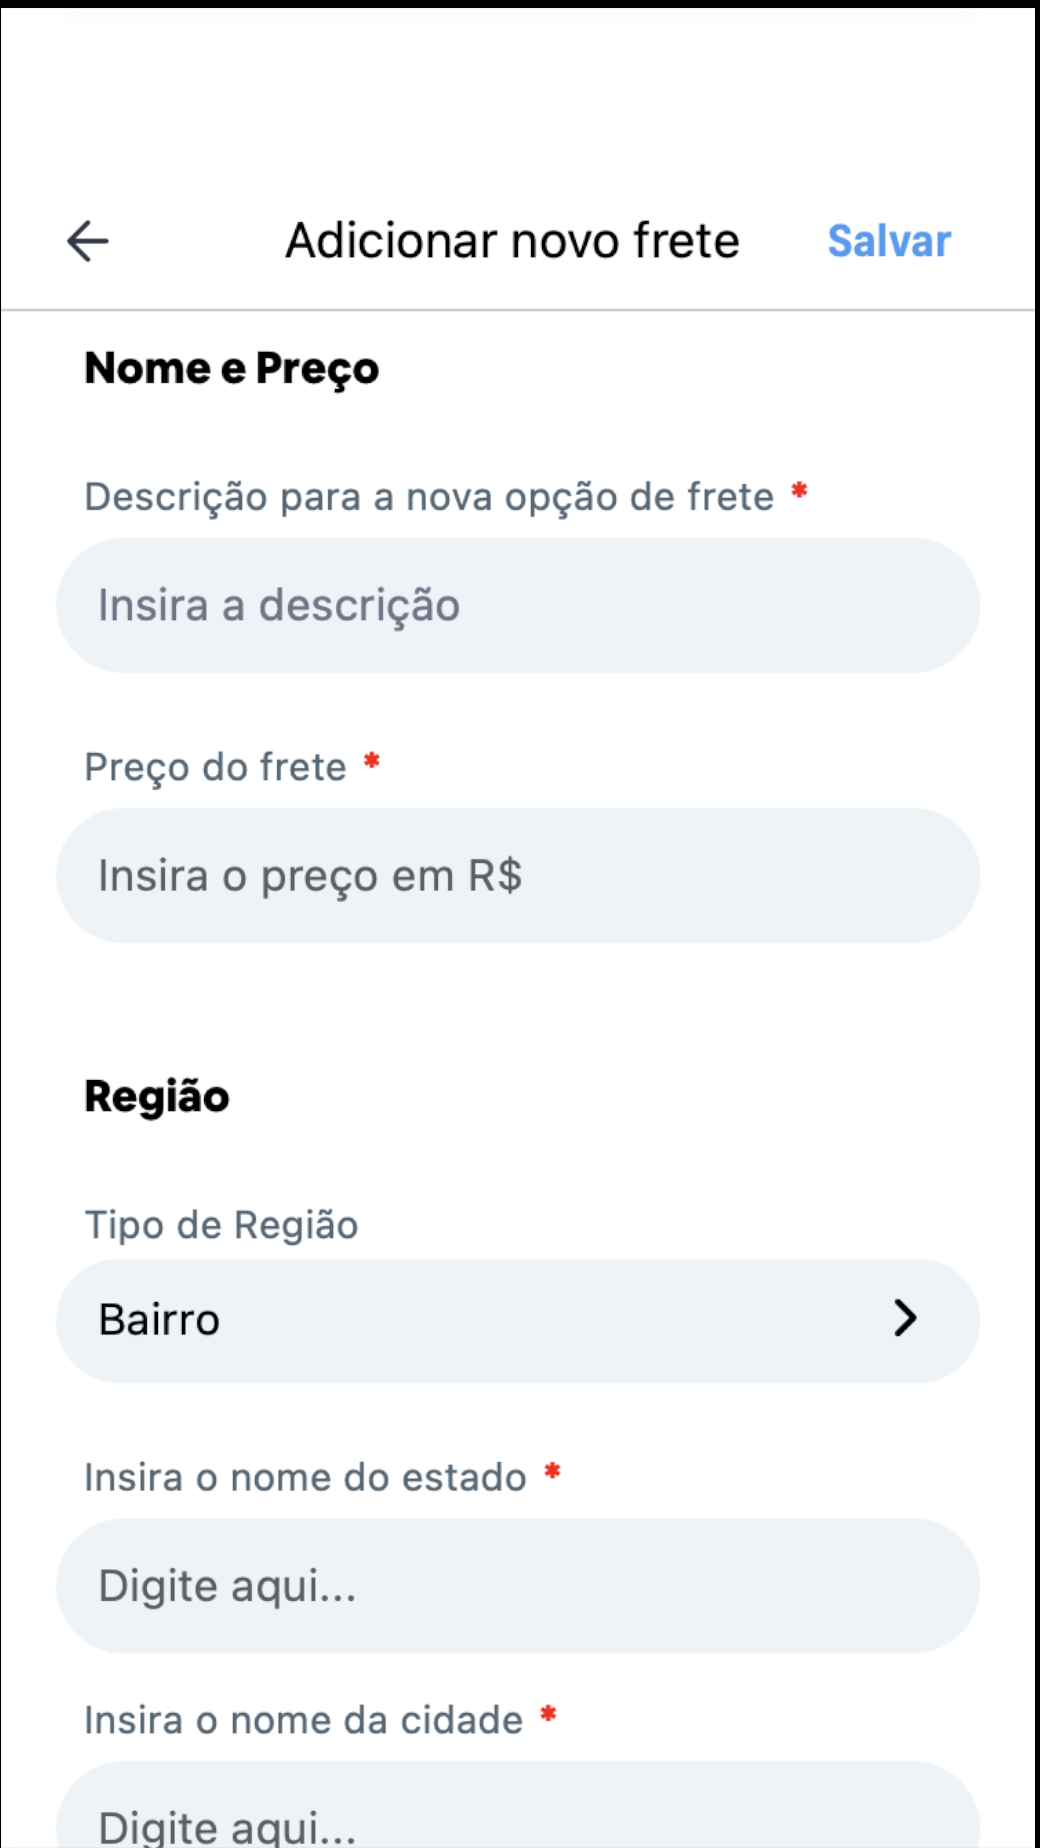 Adicionar novo frete
Salvar
Nome e Preço
Descrição para a nova opção de frete *
Insira a descrição
Preço do frete *
Insira o preço em R$
Região
Tipo de Região
Bairro
Insira o nome do estado *
Digite aqui...
Insira o nome da cidade *
Digite aqui...